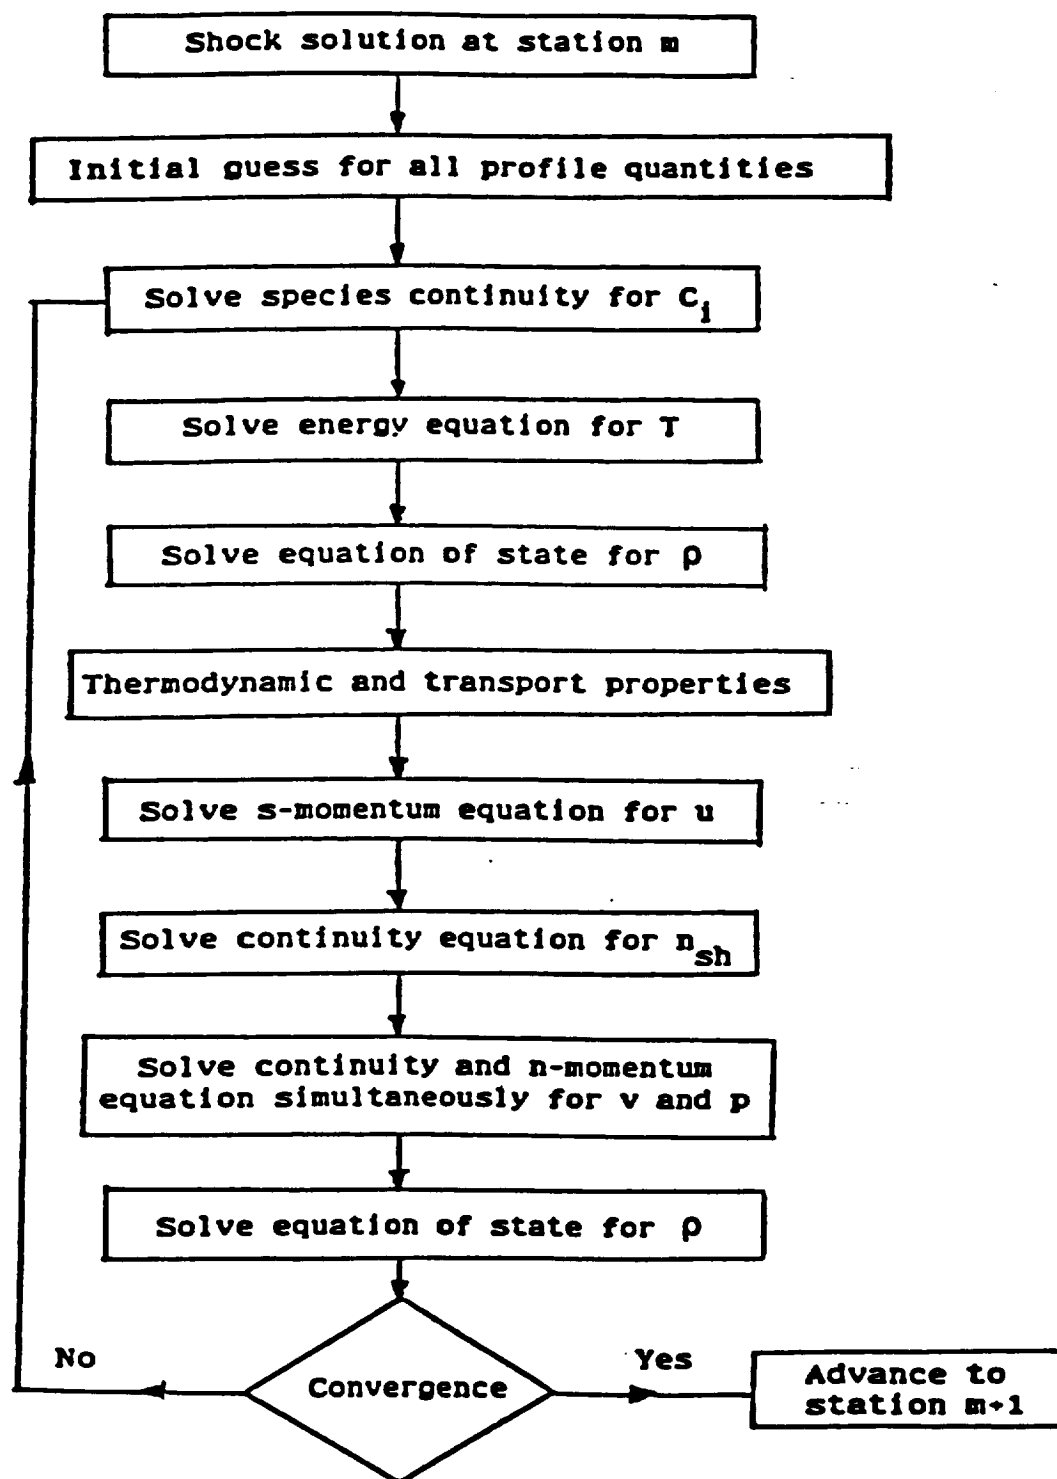 Shock solution at station m
Initial guess for all profile quantities
Solve species continuity for C_i
Solve energy equation for T
Solve equation of state for ρ
Thermodynamic and transport properties
Solve s-momentum equation for u
Solve continuity equation for n_sh
Solve continuity and n-momentum
equation simultaneously for v and p
Solve equation of state for ρ
No
Convergence
Yes
Advance to
station m+1